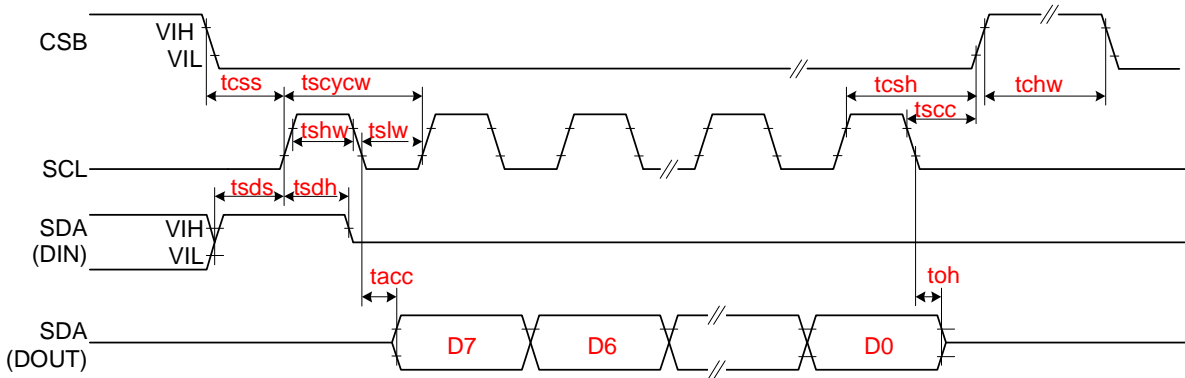 CSB
VIH
VIL
tcss
tscycw
tcsh
tchw
tscc
tshw
tslw
SCL
tsds
tsdh
SDA
(DIN)
VIH
VIL
tacc
toh
SDA
(DOUT)
D7
D6
D0